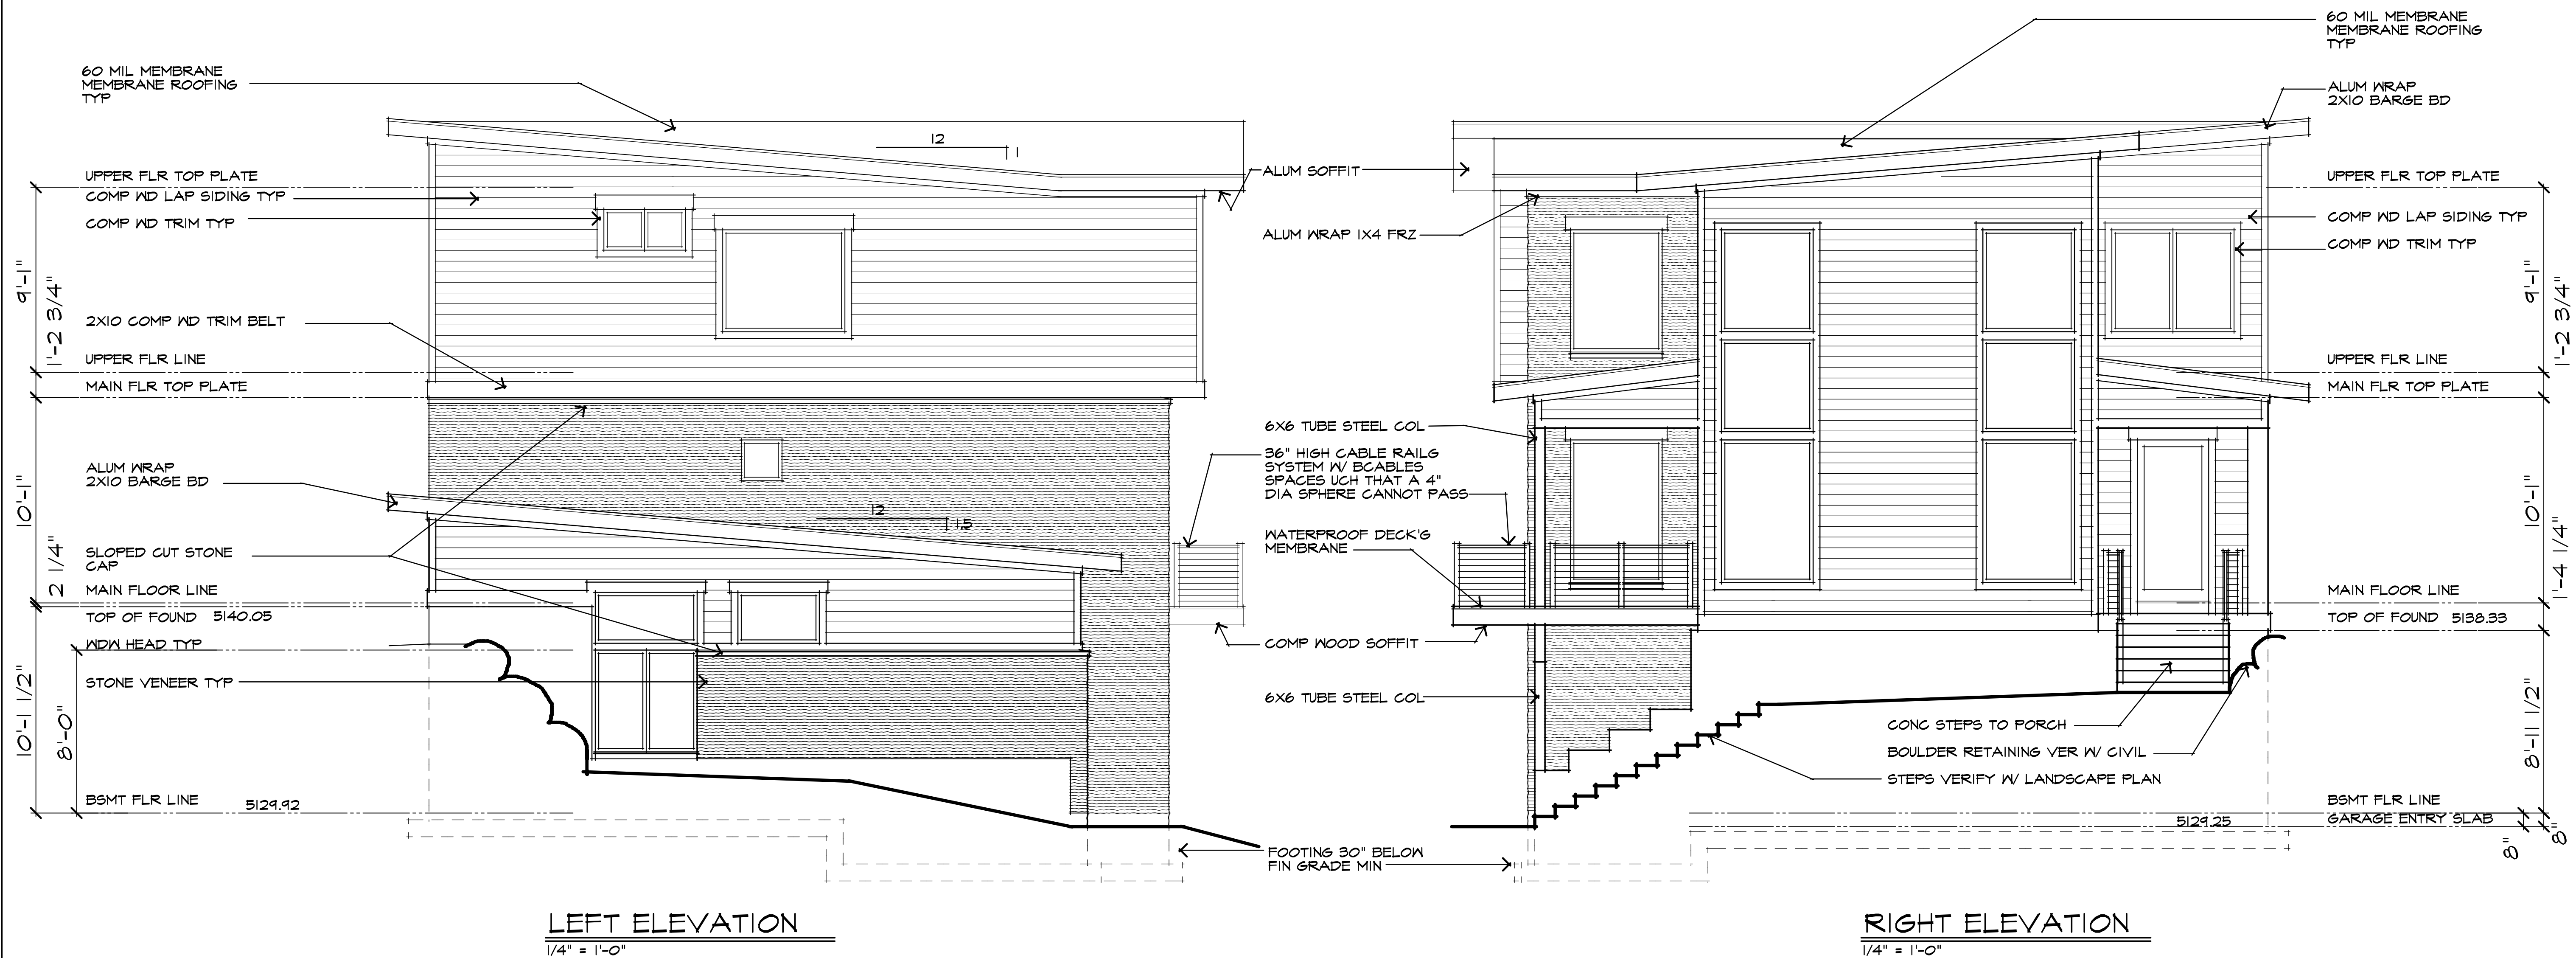 60 MIL MEMBRANE
MEMBRANE ROOFING
TYP
UPPER FLR TOP PLATE
COMP WD LAP SIDING TYP
COMP WD TRIM TYP
9'-1"
1'-2 3/4"
2X10 COMP WD TRIM BELT
UPPER FLR LINE
MAIN FLR TOP PLATE
10'-1"
ALUM WRAP
2X10 BARGE BD
SLOPED CUT STONE
CAP
2 1/4"
MAIN FLOOR LINE
TOP OF FOUND 5140.05
WDW HEAD TYP
STONE VENEER TYP
10'-1 1/2"
8'-0"
BSMT FLR LINE 5129.92
12
1
12
1.5
LEFT ELEVATION
1/4" = 1'-0"
ALUM SOFFIT
ALUM WRAP 1X4 FRZ
6X6 TUBE STEEL COL
36" HIGH CABLE RAILG
SYSTEM W/ BCABLES
SPACES UCH THAT A 4"
DIA SPHERE CANNOT PASS
WATERPROOF DECK'G
MEMBRANE
COMP WOOD SOFFIT
6X6 TUBE STEEL COL
FOOTING 30" BELOW
FIN GRADE MIN
60 MIL MEMBRANE
MEMBRANE ROOFING
TYP
ALUM WRAP
2X10 BARGE BD
UPPER FLR TOP PLATE
COMP WD LAP SIDING TYP
COMP WD TRIM TYP
9'-1"
1'-2 3/4"
UPPER FLR LINE
MAIN FLR TOP PLATE
10'-1"
1'-4 1/4"
MAIN FLOOR LINE
TOP OF FOUND 5138.33
CONC STEPS TO PORCH
BOULDER RETAINING VER W/ CIVIL
STEPS VERIFY W/ LANDSCAPE PLAN
8'-11 1/2"
BSMT FLR LINE
5129.25 GARAGE ENTRY SLAB
8"
8"
RIGHT ELEVATION
1/4" = 1'-0"